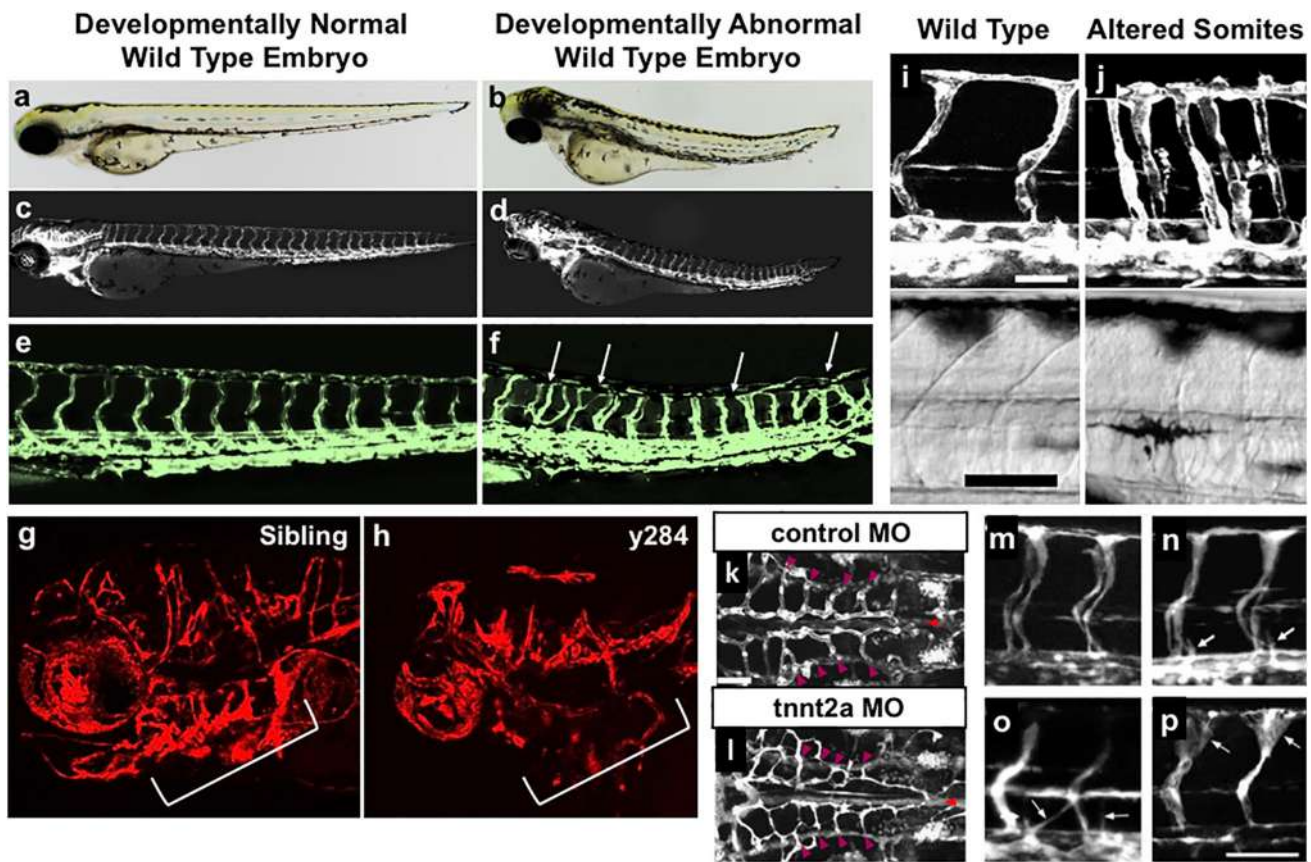 Developmentally Normal
Wild Type Embryo
Developmentally Abnormal
Wild Type Embryo
Wild Type
Altered Somites
a
b
c
d
e
f
i
j
g
Sibling
h
y284
control MO
k
tnnt2a MO
l
m
n
o
p